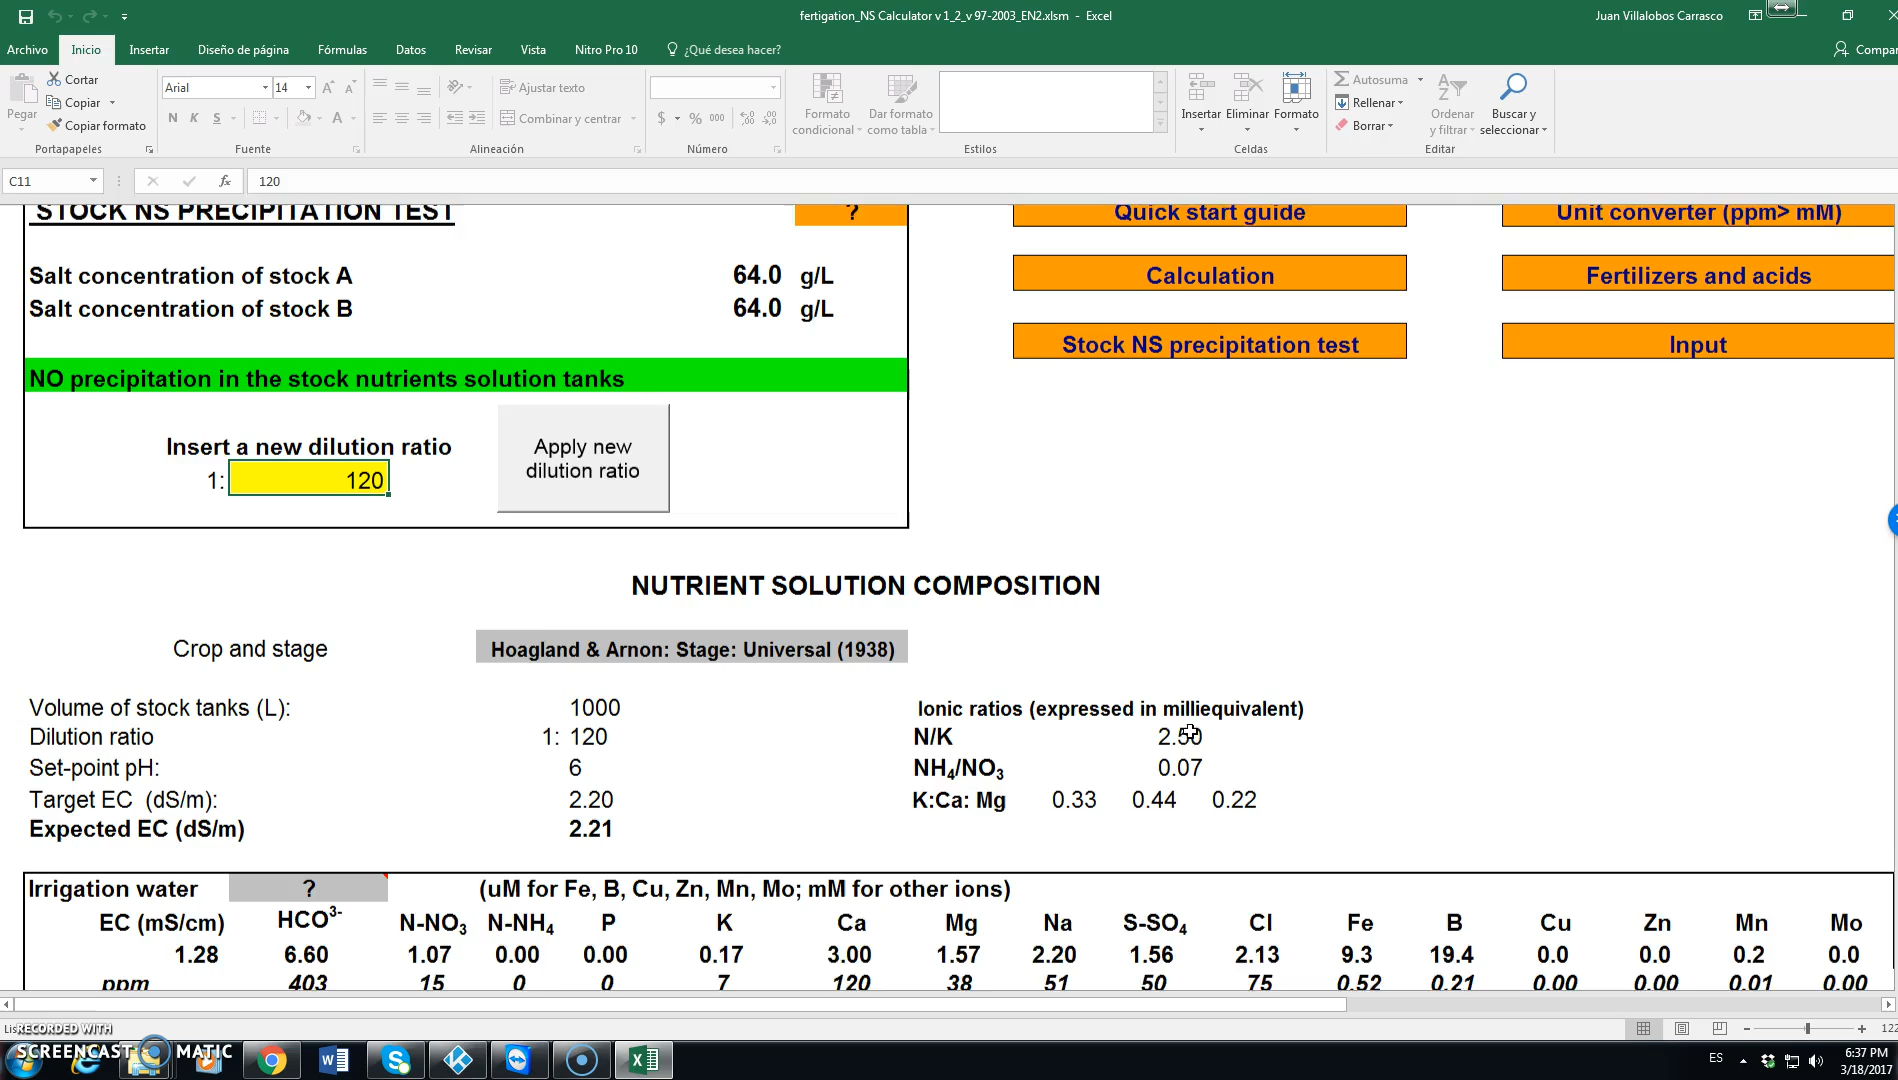 fertigation_NS Calculator v 1_2_v 97-2003_EN2.xlsm - Excel
Juan Villalobos Carrasco
Archivo Inicio Insertar Diseño de página Fórmulas Datos Revisar Vista Nitro Pro 10 ¿Qué desea hacer? Compar
Pegar
Cortar
Copiar
Copiar formato
Portapapeles
Arial 14
N K S
Fuente
Ajustar texto
Combinar y centrar
Alineación
$ % 000
Número
Formato condicional
Dar formato como tabla
Estilos
Insertar Eliminar Formato
Celdas
Autosuma
Rellenar
Borrar
Ordenar y filtrar
Buscar y seleccionar
Editar
C11 fx 120
STOCK NS PRECIPITATION TEST ?
Quick start guide Unit converter (ppm> mM)
Salt concentration of stock A 64.0 g/L
Calculation Fertilizers and acids
Salt concentration of stock B 64.0 g/L
Stock NS precipitation test Input
NO precipitation in the stock nutrients solution tanks
Insert a new dilution ratio
1: 120
Apply new
dilution ratio
NUTRIENT SOLUTION COMPOSITION
Crop and stage Hoagland & Arnon: Stage: Universal (1938)
Volume of stock tanks (L): 1000 Ionic ratios (expressed in milliequivalent)
Dilution ratio 1: 120 N/K 2.50
Set-point pH: 6 NH4/NO3 0.07
Target EC (dS/m): 2.20 K:Ca: Mg 0.33 0.44 0.22
Expected EC (dS/m) 2.21
Irrigation water ? (uM for Fe, B, Cu, Zn, Mn, Mo; mM for other ions)
EC (mS/cm) HCO3- N-NO3 N-NH4 P K Ca Mg Na S-SO4 Cl Fe B Cu Zn Mn Mo
1.28 6.60 1.07 0.00 0.00 0.17 3.00 1.57 2.20 1.56 2.13 9.3 19.4 0.0 0.0 0.2 0.0
ppm 403 15 0 0 7 120 38 51 50 75 0.52 0.21 0.00 0.00 0.01 0.00
RECORDED WITH
SCREENCAST MATIC
ES
6:37 PM
3/18/2017